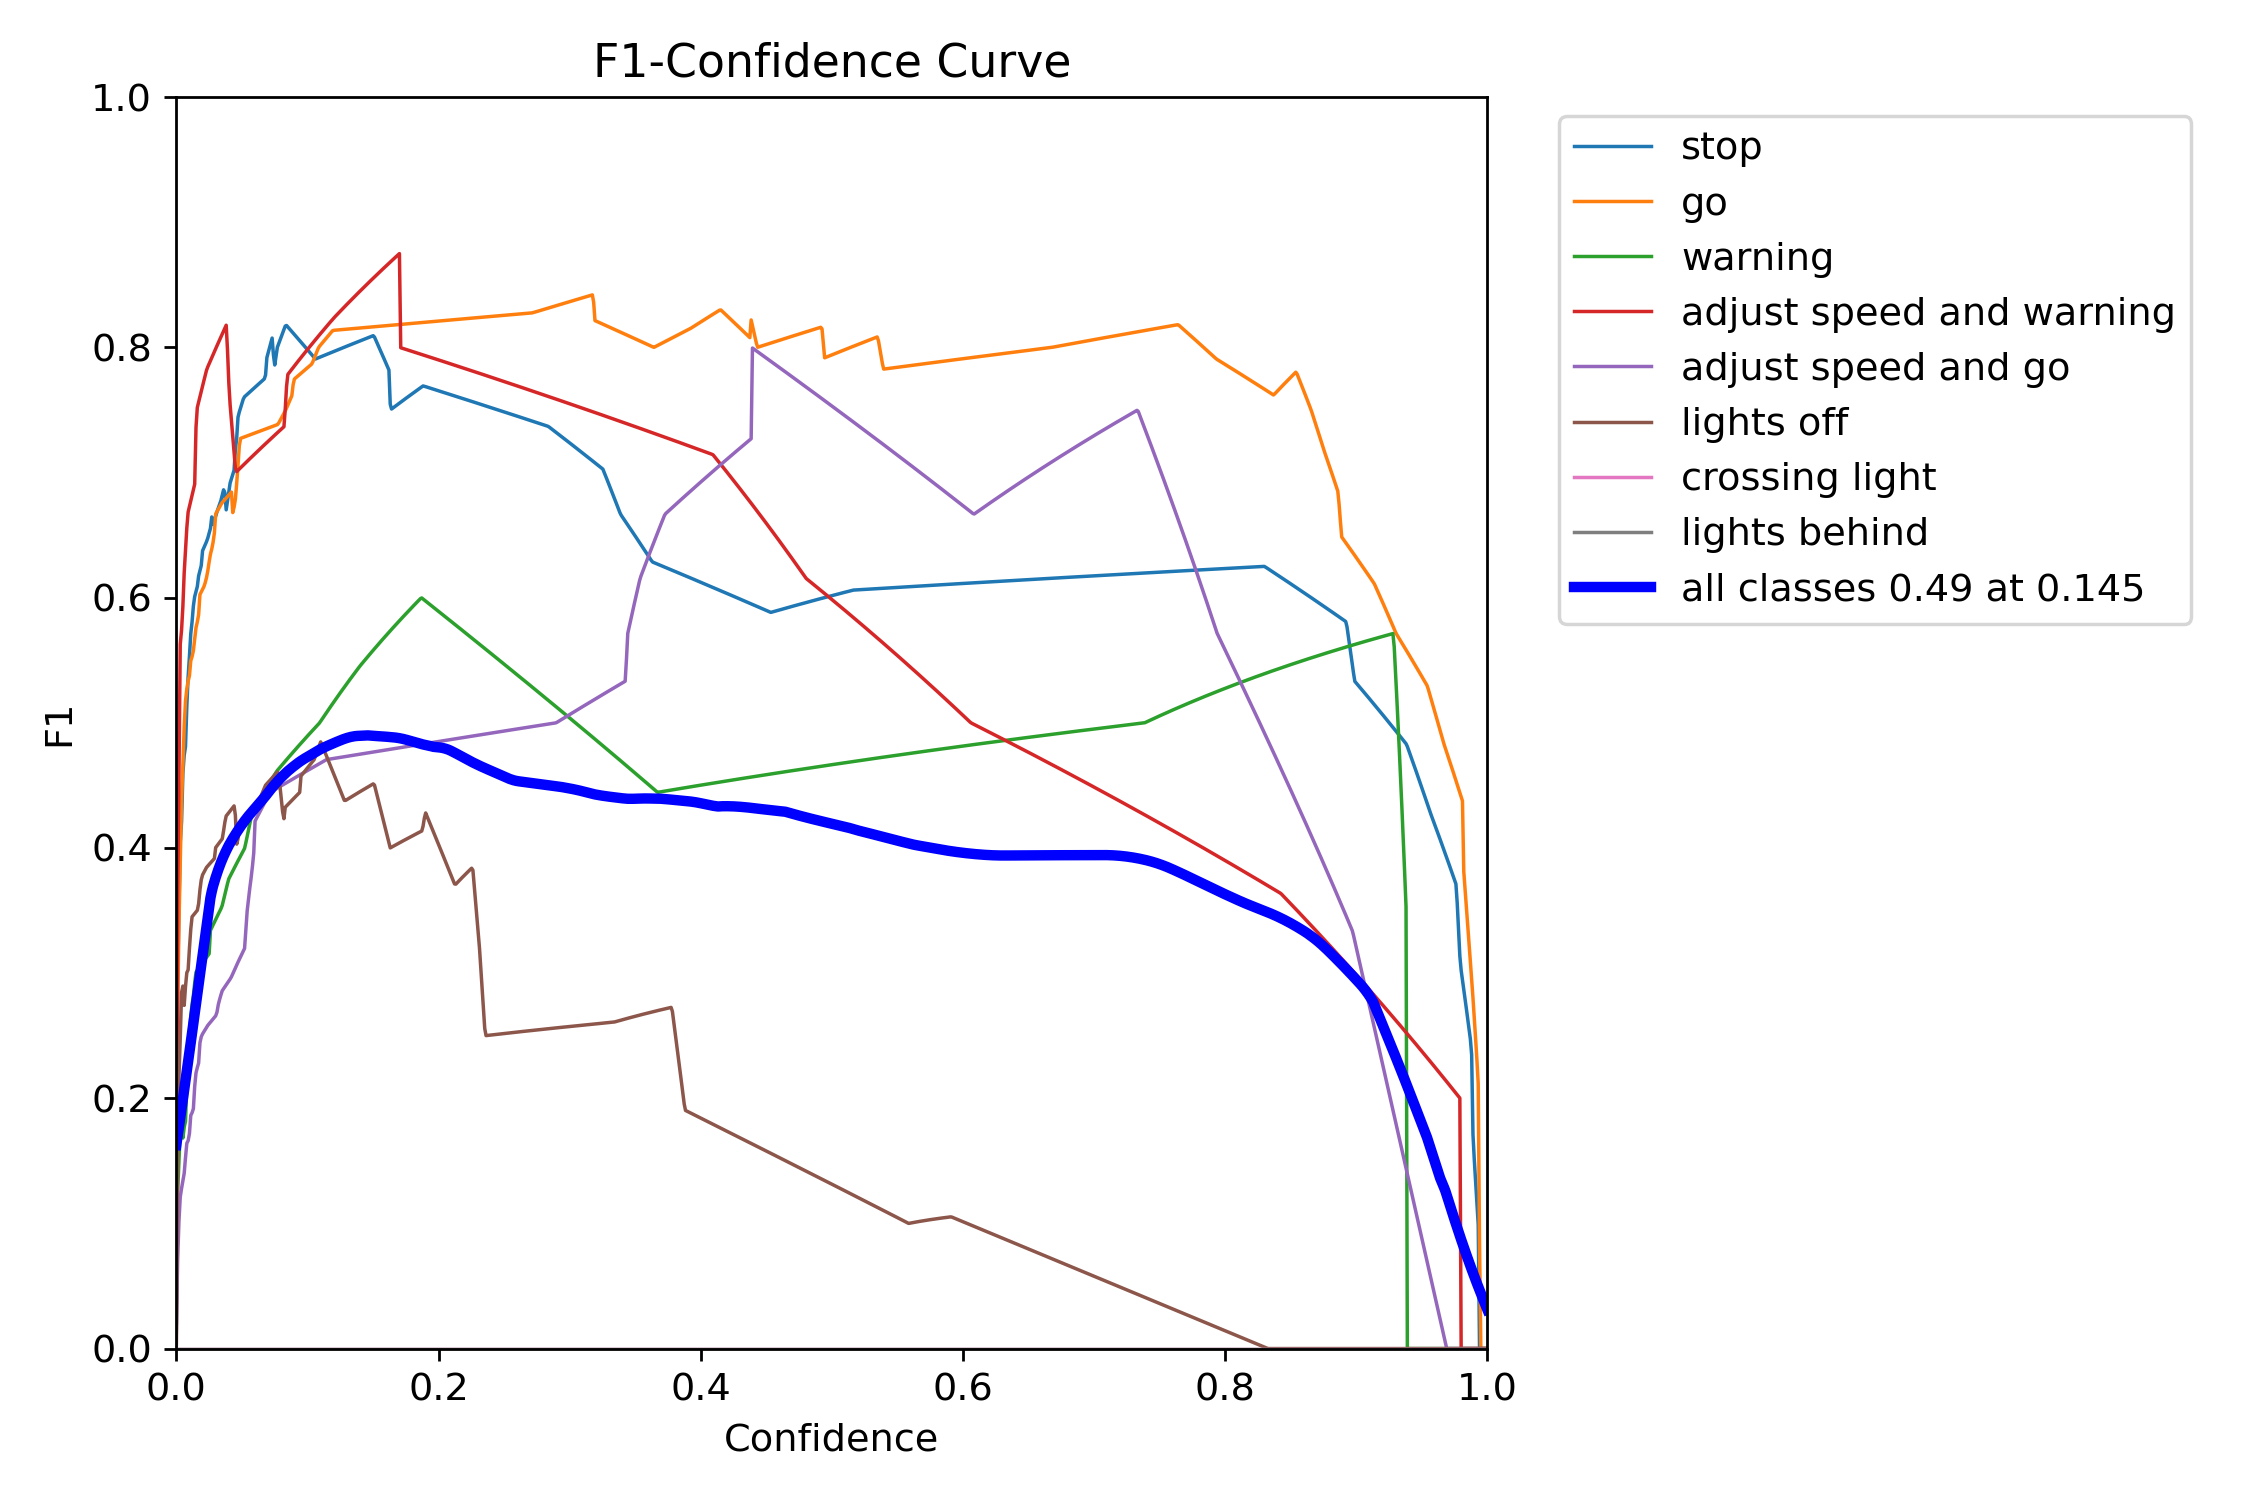 F1-Confidence Curve
1.0
0.8
0.6
0.4
0.2
0.0
F1
0.0 0.2 0.4 0.6 0.8 1.0
Confidence
stop
go
warning
adjust speed and warning
adjust speed and go
lights off
crossing light
lights behind
all classes 0.49 at 0.145